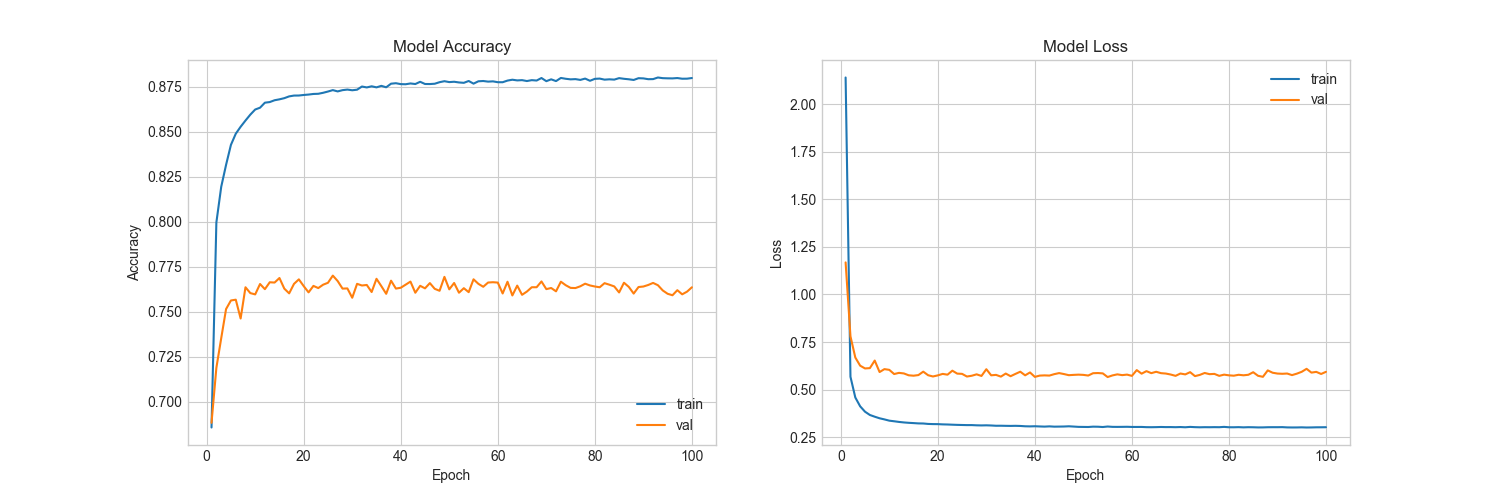 Model Accuracy
Accuracy
0.875
0.850
0.825
0.800
0.775
0.750
0.725
0.700
train
val
0 20 40 60 80 100
Epoch
Model Loss
Loss
2.00
1.75
1.50
1.25
1.00
0.75
0.50
0.25
train
val
0 20 40 60 80 100
Epoch